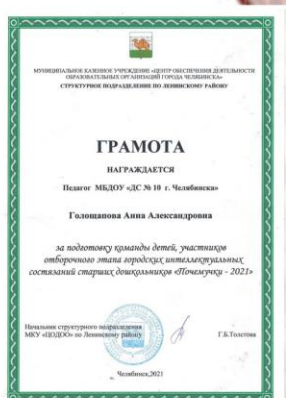 МУНИЦИПАЛЬНОЕ КАЗЕННОЕ УЧРЕЖДЕНИЕ «ЦЕНТР ОБЕСПЕЧЕНИЯ ДЕЯТЕЛЬНОСТИ
ОБРАЗОВАТЕЛЬНЫХ ОРГАНИЗАЦИЙ ГОРОДА ЧЕЛЯБИНСКА»
СТРУКТУРНОЕ ПОДРАЗДЕЛЕНИЕ ПО ЛЕНИНСКОМУ РАЙОНУ
ГРАМОТА
НАГРАЖДАЕТСЯ
Педагог МБДОУ «ДС № 10 г. Челябинска»
Голощапова Анна Александровна
за подготовку команды детей, участников
отборочного этапа городских интеллектуальных
состязаний старших дошкольников «Почемучки - 2021»
Начальник структурного подразделения
МКУ «ЦОДОО» по Ленинскому району
Г.Б.Толстова
Челябинск,2021